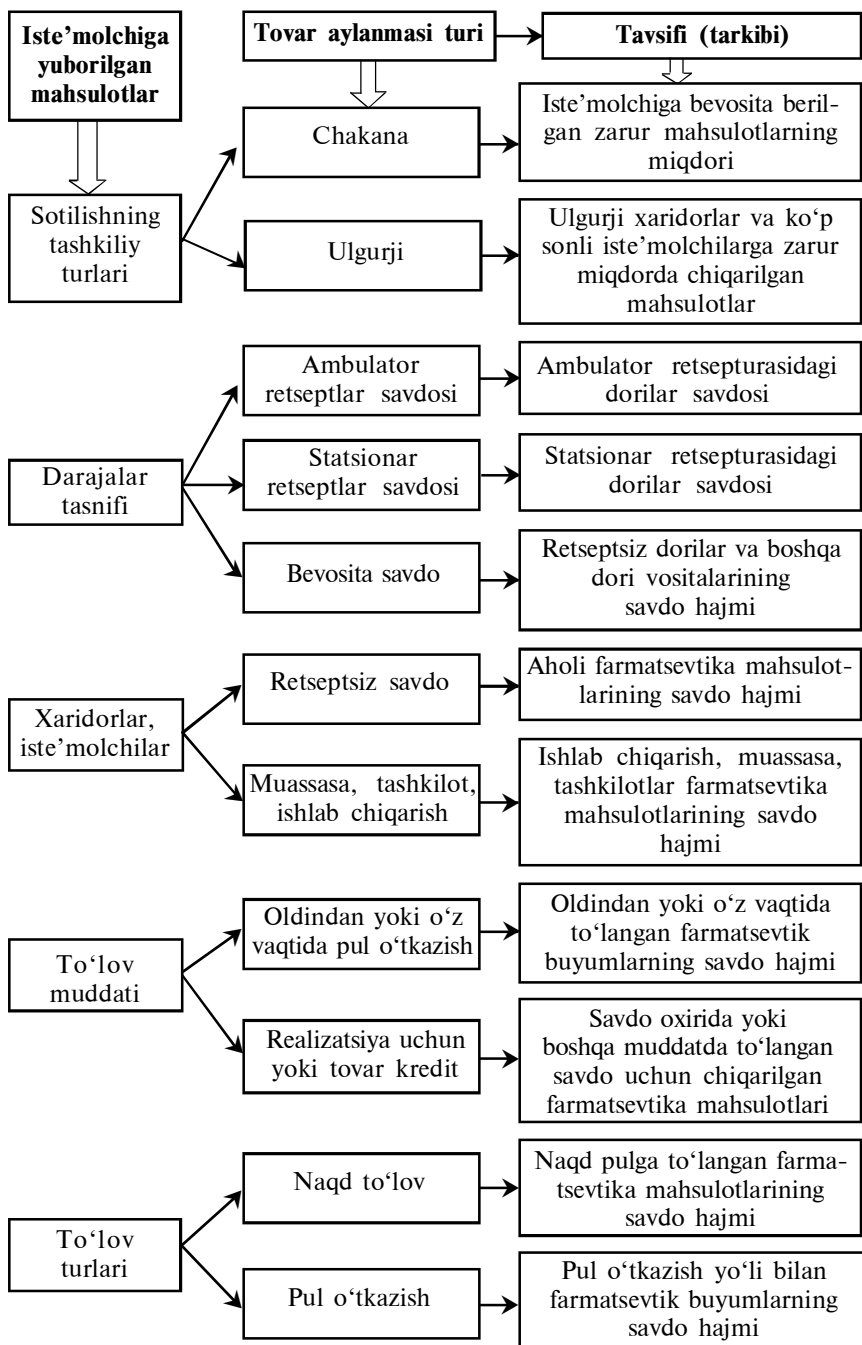 Iste’molchiga
yuborilgan
mahsulotlar
Tovar aylanmasi turi
Tavsifi (tarkibi)
Sotilishning
tashkiliy
turlari
Chakana
Iste’molchiga bevosita beril-
gan zarur mahsulotlarning
miqdori
Ulgurji
Ulgurji xaridorlar va ko‘p
sonli iste’molchilarga zarur
miqdorda chiqarilgan
mahsulotlar
Darajalar
tasnifi
Ambulator
retseptlar savdosi
Ambulator retsepturasidagi
dorilar savdosi
Statsionar
retseptlar savdosi
Statsionar retsepturasidagi
dorilar savdosi
Bevosita savdo
Retseptsiz dorilar va boshqa
dori vositalarining
savdo hajmi
Xaridorlar,
iste’molchilar
Retseptsiz savdo
Aholi farmatsevtika mahsulot-
larining savdo hajmi
Muassasa, tashkilot,
ishlab chiqarish
Ishlab chiqarish, muassasa,
tashkilotlar farmatsevtika
mahsulotlarining savdo
hajmi
To‘lov
muddati
Oldindan yoki o‘z
vaqtida pul o‘tkazish
Oldindan yoki o‘z vaqtida
to‘langan farmatsevtik
buyumlarning savdo hajmi
Realizatsiya uchun
yoki tovar kredit
Savdo oxirida yoki
boshqa muddatda to‘langan
savdo uchun chiqarilgan
farmatsevtika mahsulotlari
To‘lov
turlari
Naqd to‘lov
Naqd pulga to‘langan farma-
tsevtika mahsulotlarining
savdo hajmi
Pul o‘tkazish
Pul o‘tkazish yo‘li bilan
farmatsevtik buyumlarning
savdo hajmi